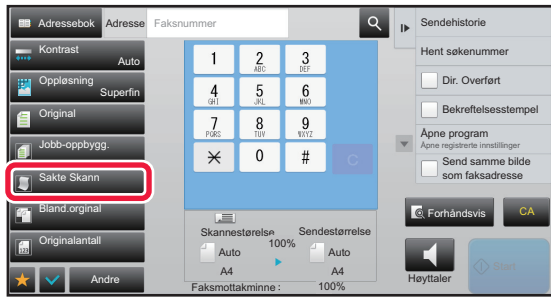 Adressebok
Adresse
Faksnummer
Sendehistorie
Kontrast
Auto
Hent søkenummer
Oppløsning
Superfin
Dir. Overført
Original
Bekreftelsesstempel
Jobb-oppbygg.
Åpne program
Åpne registrerte innstillinger
Sakte Skann
Send samme bilde
som faksadresse
Bland.orginal
Originalantall
Andre
1
2
ABC
3
DEF
4
GHI
5
JKL
6
MNO
7
PQRS
8
TUV
9
WXYZ
0
#
C
Skannestørelse
Sendestørrelse
100%
Auto
Auto
A4
A4
Faksmottakminne :
100%
Forhåndsvis
CA
Høyttaler
Start